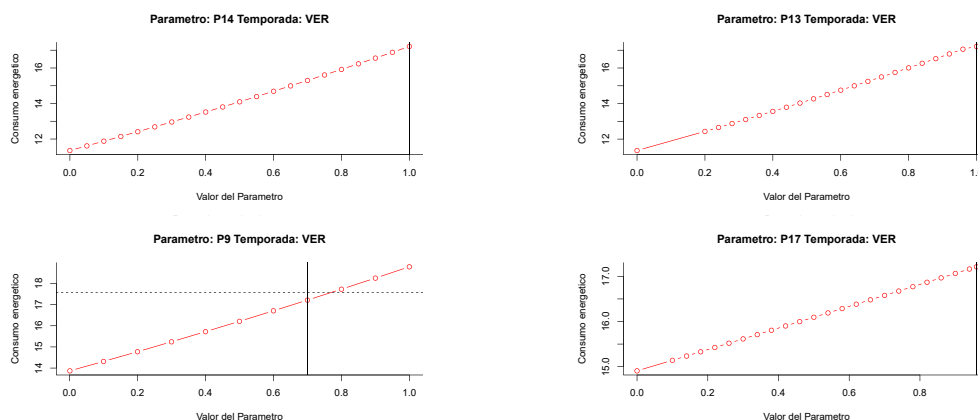 Parametro: P14 Temporada: VER
Consumo energetico
12 14 16
0.0 0.2 0.4 0.6 0.8 1.0
Valor del Parametro
Parametro: P13 Temporada: VER
Consumo energetico
12 14 16
0.0 0.2 0.4 0.6 0.8 1.
Valor del Parametro
Parametro: P9 Temporada: VER
Consumo energetico
14 15 16 17 18
0.0 0.2 0.4 0.6 0.8 1.0
Valor del Parametro
Parametro: P17 Temporada: VER
Consumo energetico
15.0 16.0 17.0
0.0 0.2 0.4 0.6 0.8
Valor del Parametro